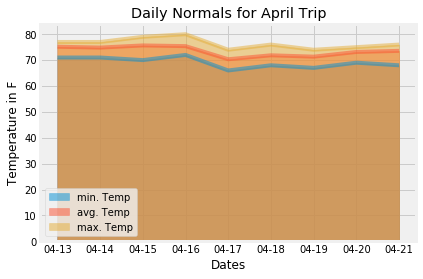 Daily Normals for April Trip
Temperature in F
80
70
60
50
40
30
20
10
0
min. Temp
avg. Temp
max. Temp
04-13 04-14 04-15 04-16 04-17 04-18 04-19 04-20 04-21
Dates